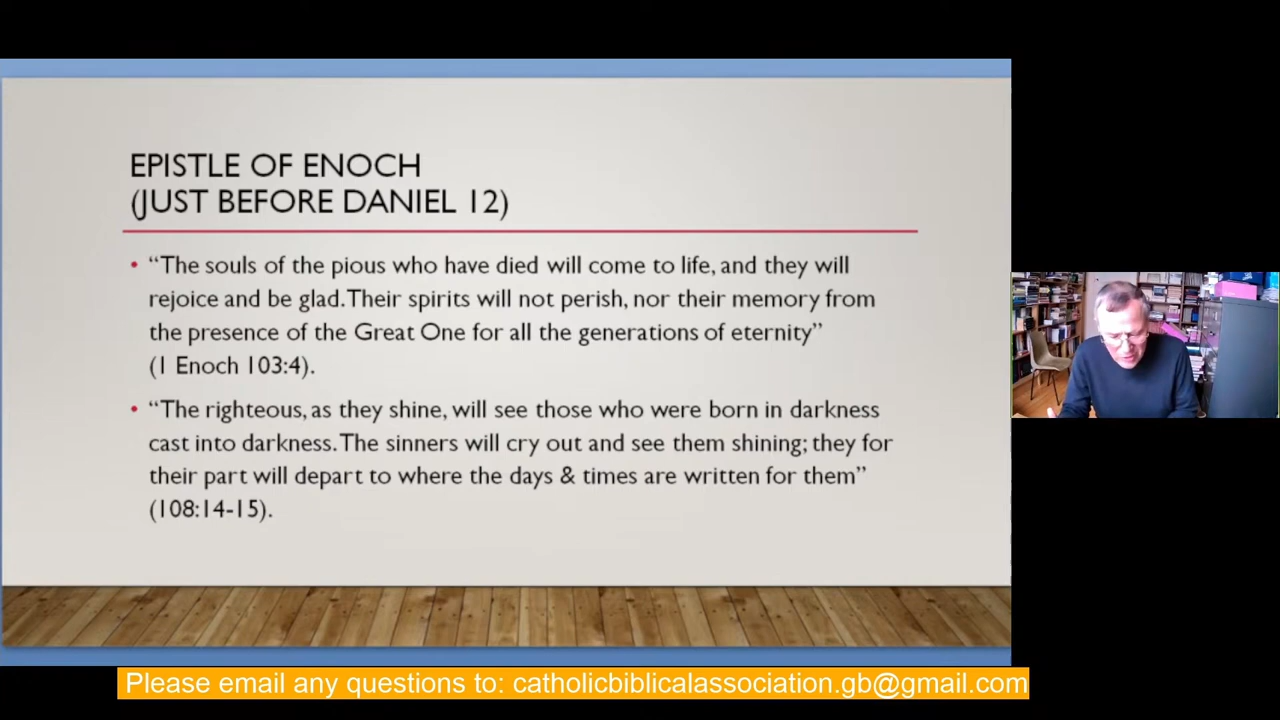 EPISTLE OF ENOCH
(JUST BEFORE DANIEL 12)
• “The souls of the pious who have died will come to life, and they will
rejoice and be glad. Their spirits will not perish, nor their memory from
the presence of the Great One for all the generations of eternity”
(1 Enoch 103:4).
• “The righteous, as they shine, will see those who were born in darkness
cast into darkness. The sinners will cry out and see them shining; they for
their part will depart to where the days & times are written for them”
(108:14-15).
Please email any questions to: catholicbiblicalassociation.gb@gmail.com